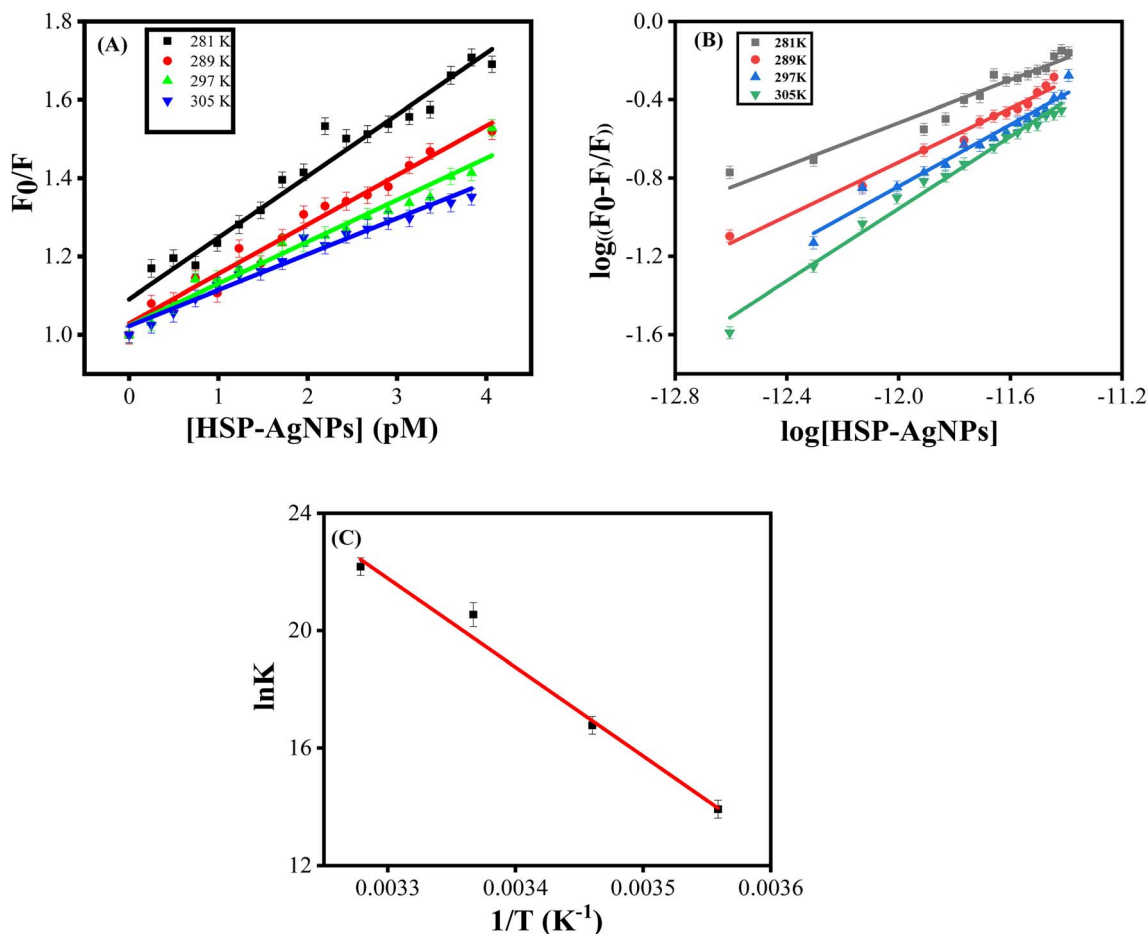 (A)
281 K
289 K
297 K
305 K
F0/F
1.8
1.6
1.4
1.2
1.0
0
1
2
3
4
[HSP-AgNPs] (pM)
(B)
281K
289K
297K
305K
log((F0-F)/F))
0.0
-0.4
-0.8
-1.2
-1.6
-12.8
-12.4
-12.0
-11.6
-11.2
log[HSP-AgNPs]
(C)
lnK
24
20
16
12
0.0033
0.0034
0.0035
0.0036
1/T (K-1)